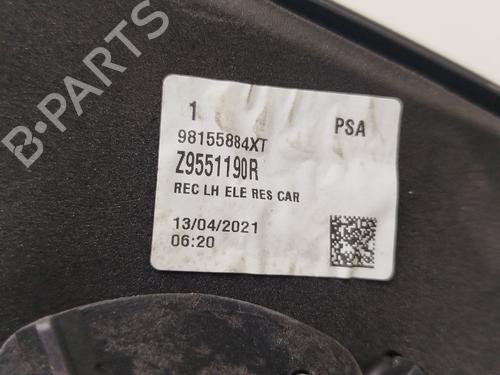 B-PARTS
1 PSA
98155884XT
Z9551190R
REC LH ELE RES CAR
13/04/2021
06:20